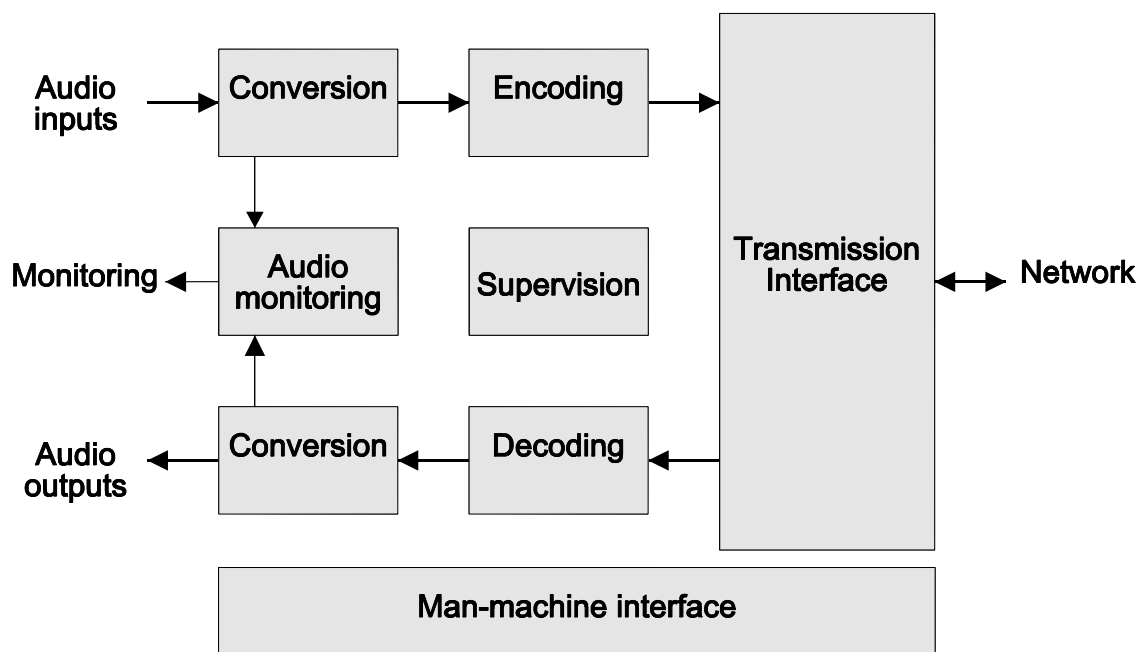 Audio
inputs
Conversion
Encoding
Transmission
Interface
Network
Monitoring
Audio
monitoring
Supervision
Audio
outputs
Conversion
Decoding
Man-machine interface